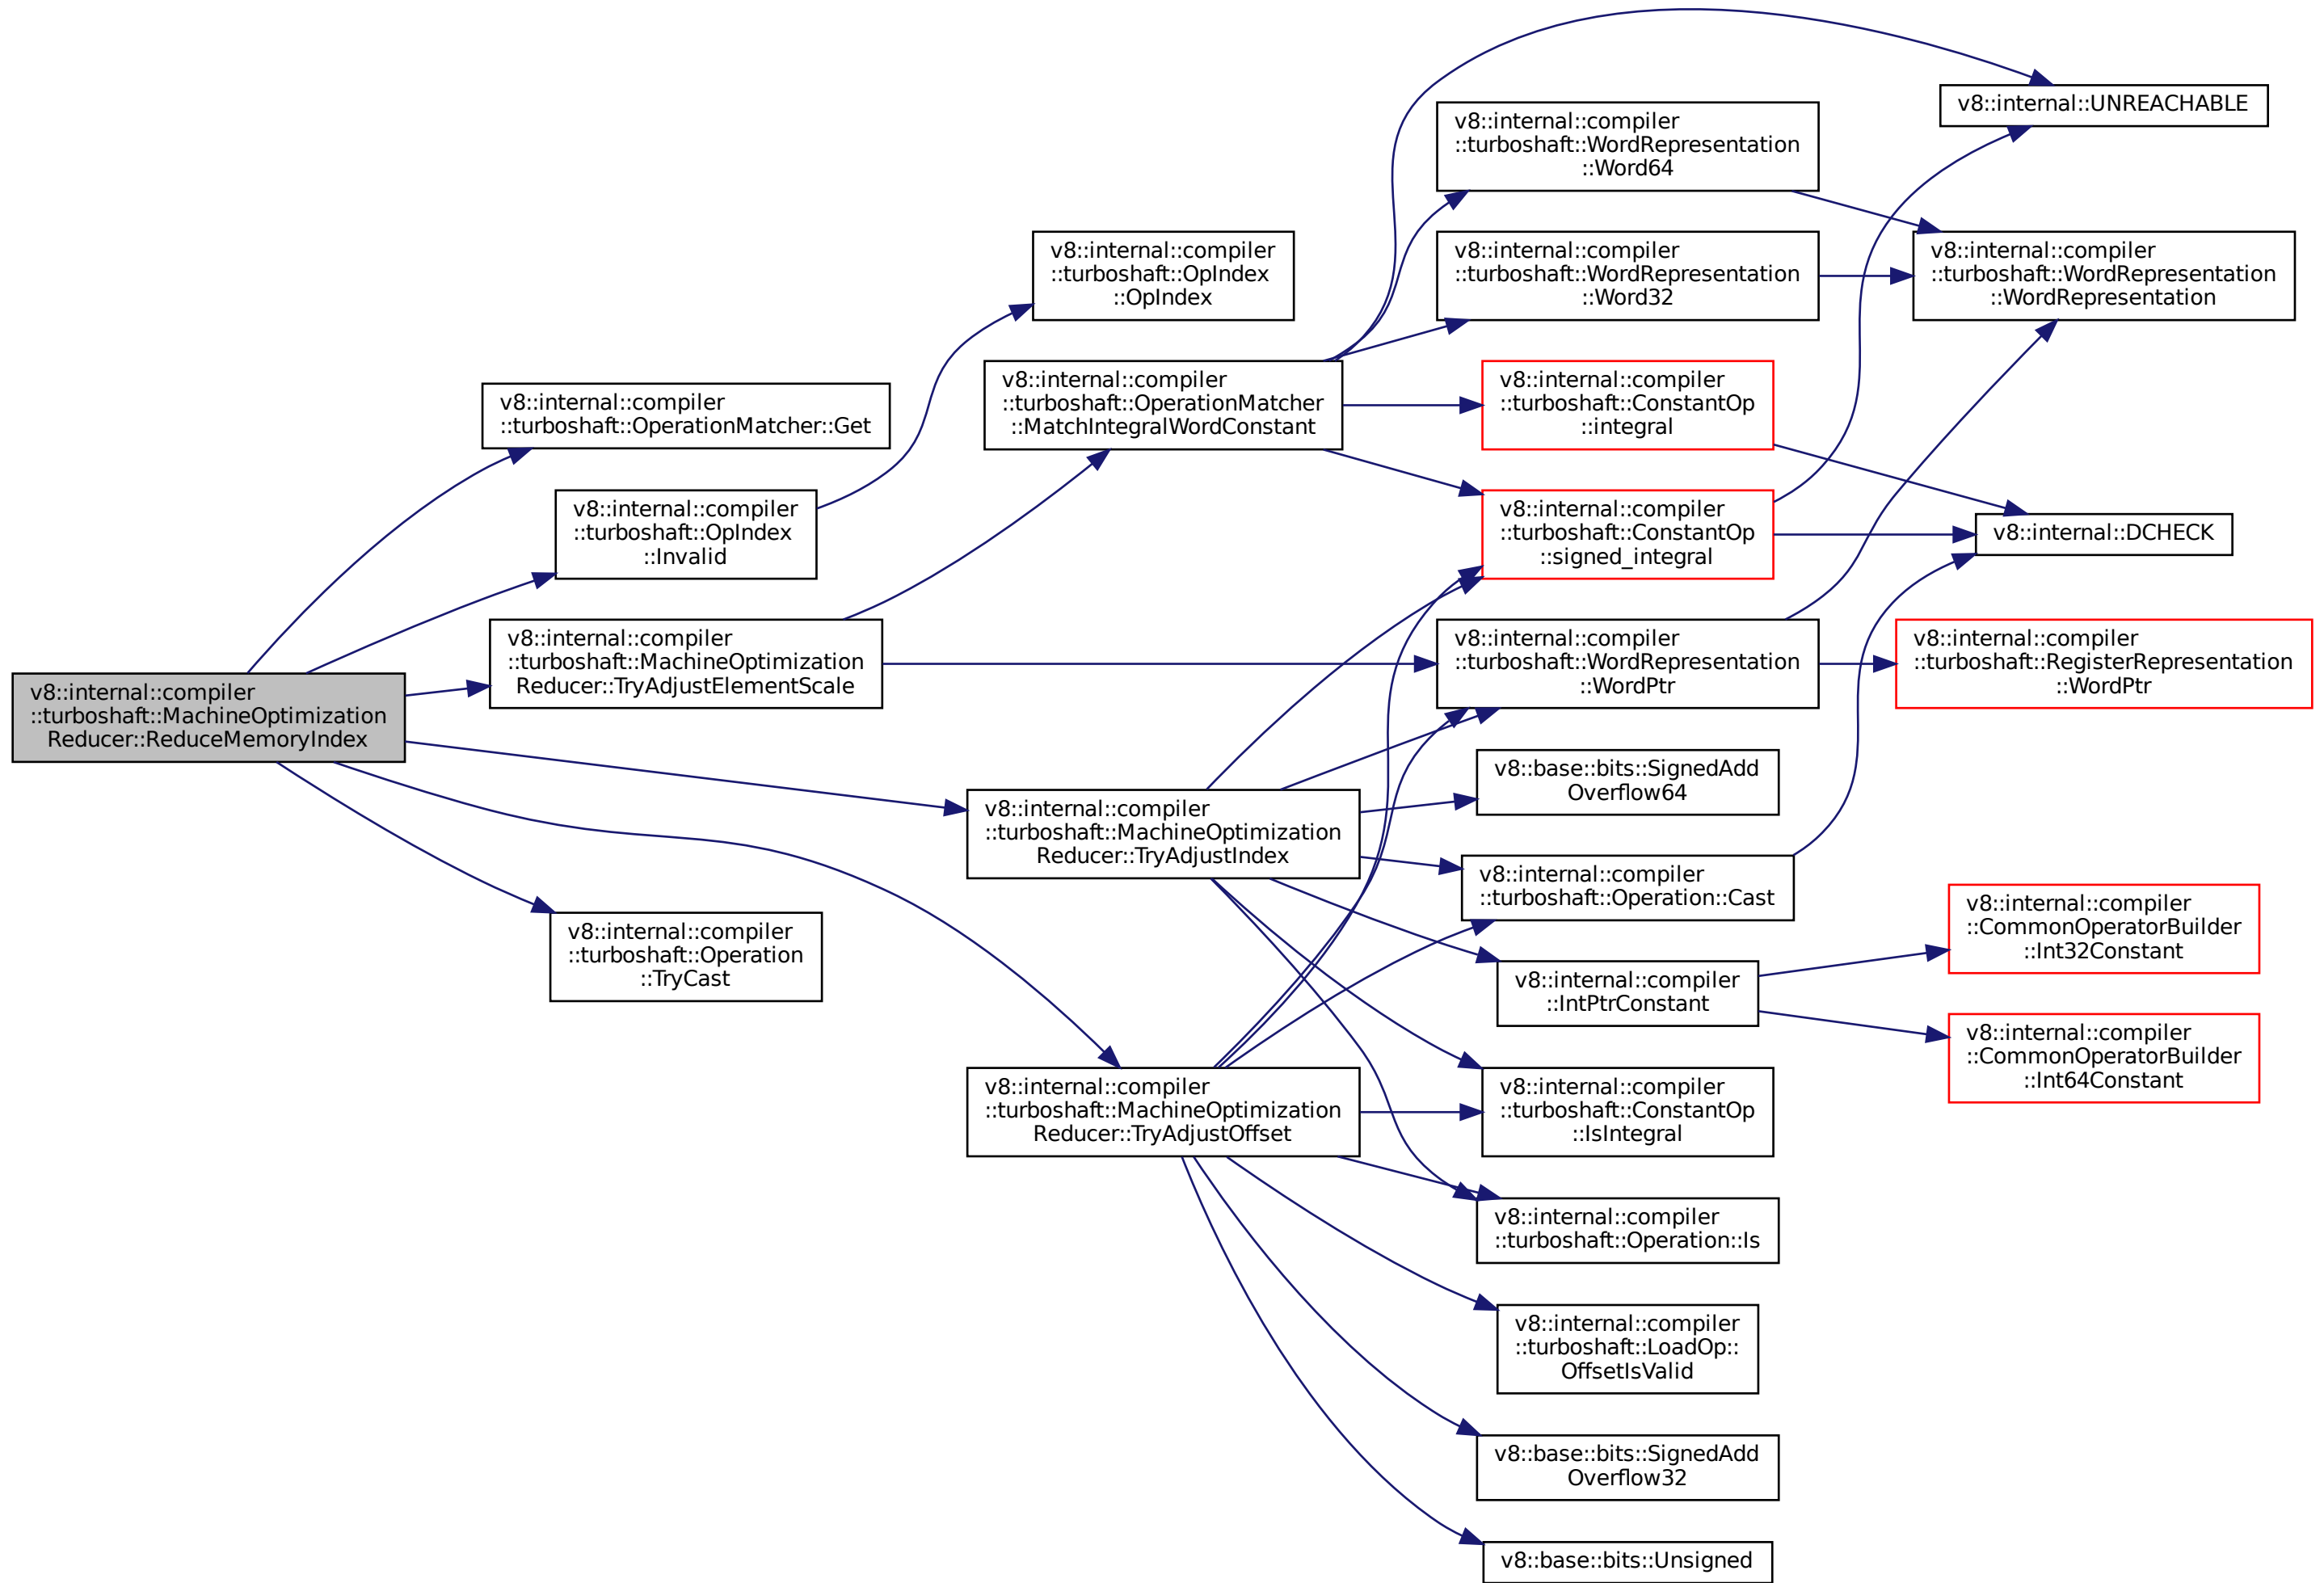 v8::internal::compiler
::turboshaft::MachineOptimization
Reducer::ReduceMemoryIndex
v8::internal::compiler
::turboshaft::OperationMatcher::Get
v8::internal::compiler
::turboshaft::OpIndex
::Invalid
v8::internal::compiler
::turboshaft::MachineOptimization
Reducer::TryAdjustElementScale
v8::internal::compiler
::turboshaft::Operation
::TryCast
v8::internal::compiler
::turboshaft::OpIndex
::OpIndex
v8::internal::compiler
::turboshaft::OperationMatcher
::MatchIntegralWordConstant
v8::internal::compiler
::turboshaft::MachineOptimization
Reducer::TryAdjustIndex
v8::internal::compiler
::turboshaft::MachineOptimization
Reducer::TryAdjustOffset
v8::internal::compiler
::turboshaft::WordRepresentation
::Word64
v8::internal::compiler
::turboshaft::WordRepresentation
::Word32
v8::internal::compiler
::turboshaft::ConstantOp
::integral
v8::internal::compiler
::turboshaft::ConstantOp
::signed_integral
v8::internal::compiler
::turboshaft::WordRepresentation
::WordPtr
v8::base::bits::SignedAdd
Overflow64
v8::internal::compiler
::turboshaft::Operation::Cast
v8::internal::compiler
::IntPtrConstant
v8::internal::compiler
::turboshaft::ConstantOp
::IsIntegral
v8::internal::compiler
::turboshaft::Operation::Is
v8::internal::compiler
::turboshaft::LoadOp::
OffsetIsValid
v8::base::bits::SignedAdd
Overflow32
v8::base::bits::Unsigned
v8::internal::UNREACHABLE
v8::internal::compiler
::turboshaft::WordRepresentation
::WordRepresentation
v8::internal::DCHECK
v8::internal::compiler
::turboshaft::RegisterRepresentation
::WordPtr
v8::internal::compiler
::CommonOperatorBuilder
::Int32Constant
v8::internal::compiler
::CommonOperatorBuilder
::Int64Constant